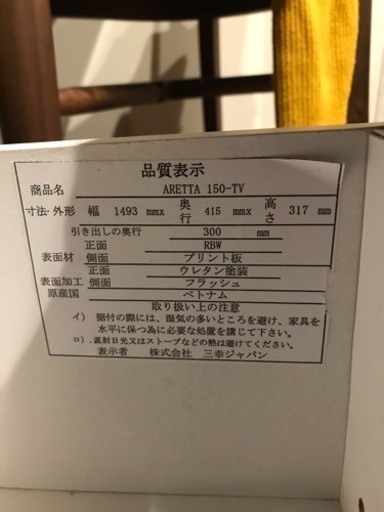 品質表示
商品名 ARETTA 150-TV
寸法・外形 幅 1493 mmx 奥行 415 mmx 高さ 317 mm
引き出しの奥行 300 mm
正面 RBW
表面材 側面 プリント板
正面 ウレタン塗装
表面加工 側面 フラッシュ
原産国 ベトナム
取り扱い上の注意
イ) 据付の際には、湿気の多いところを避け、家具を
水平に保つ為に必要な処置を講じて下さい。
ロ).直射日光又はストーブなどの熱は避けてください。
表示者 株式会社 三幸ジャパン